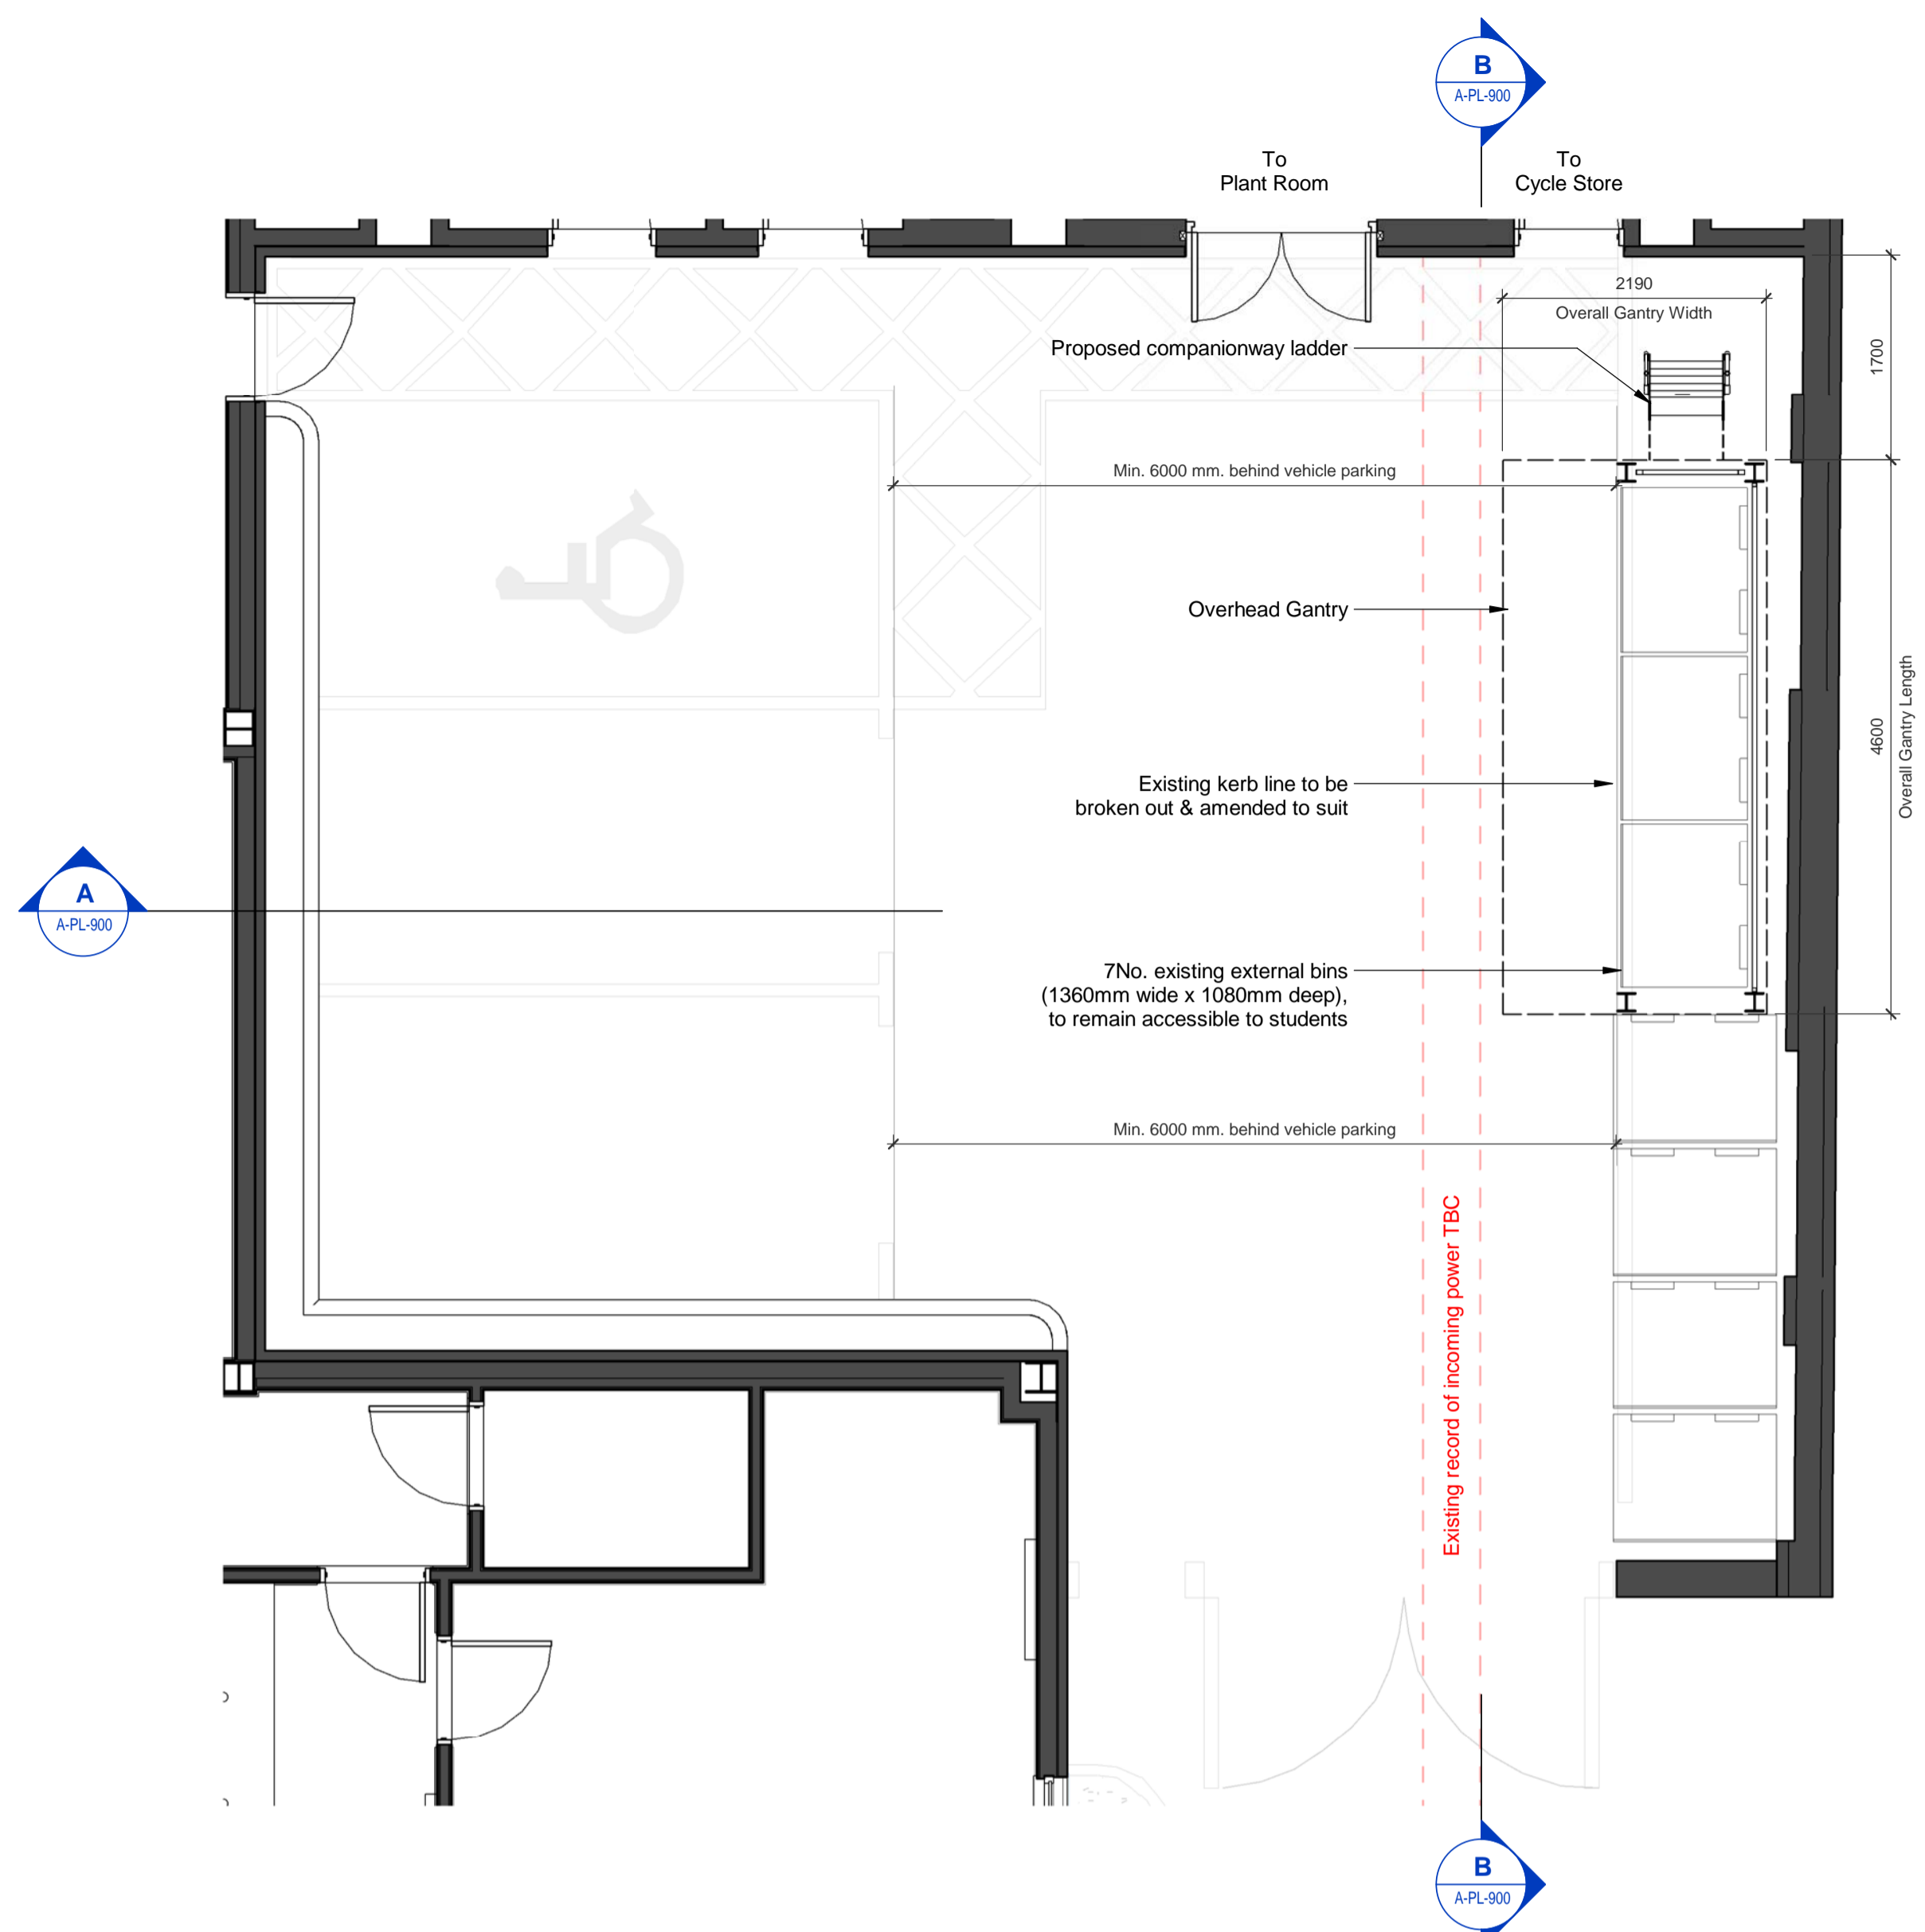 B
A-PL-900
To
Plant Room
To
Cycle Store
2190
Overall Gantry Width
Proposed companionway ladder
1700
Min. 6000 mm. behind vehicle parking
Overhead Gantry
4600
Overall Gantry Length
Existing kerb line to be
broken out & amended to suit
A
A-PL-900
7No. existing external bins
(1360mm wide x 1080mm deep),
to remain accessible to students
Min. 6000 mm. behind vehicle parking
Existing record of incoming power TBC
B
A-PL-900